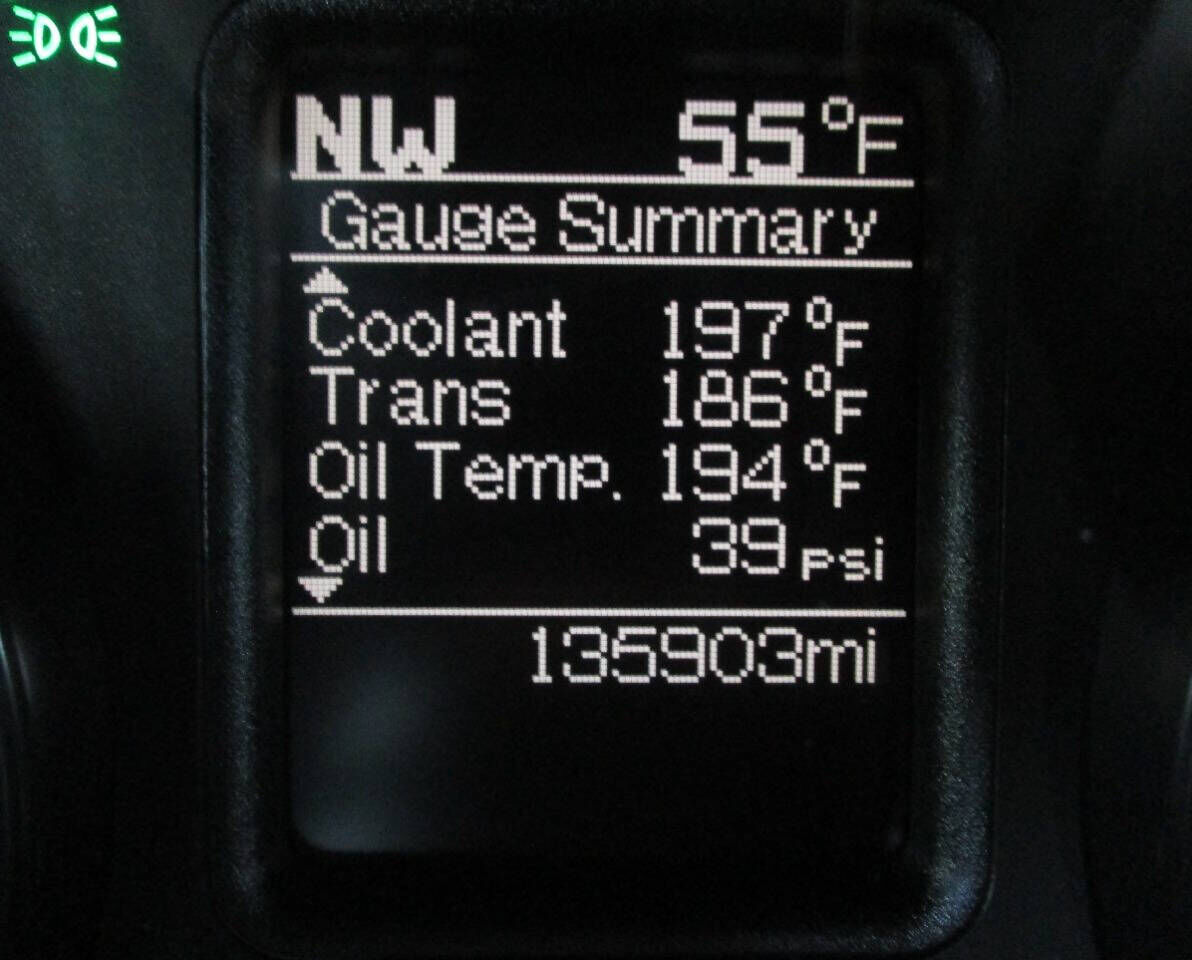 NW 55°F
Gauge Summary
Coolant 197°F
Trans 186°F
Oil Temp. 194°F
Oil 39 psi
135903mi